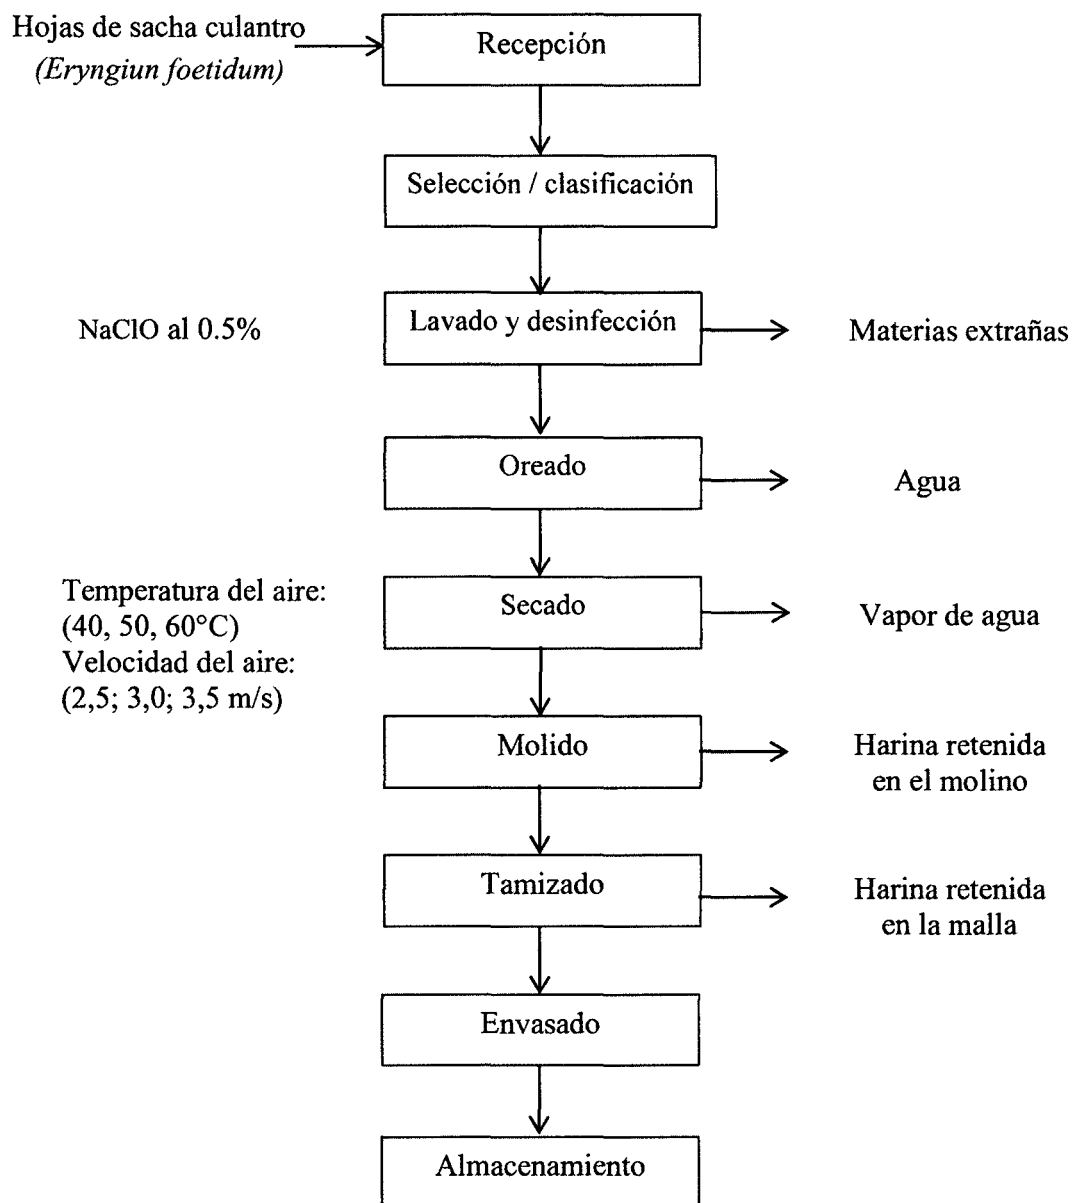 Hojas de sacha culantro
(Eryngiun foetidum)
Recepción
Selección / clasificación
NaClO al 0.5%
Lavado y desinfección
Materias extrañas
Oreado
Agua
Temperatura del aire:
(40, 50, 60°C)
Velocidad del aire:
(2,5; 3,0; 3,5 m/s)
Secado
Vapor de agua
Molido
Harina retenida
en el molino
Tamizado
Harina retenida
en la malla
Envasado
Almacenamiento